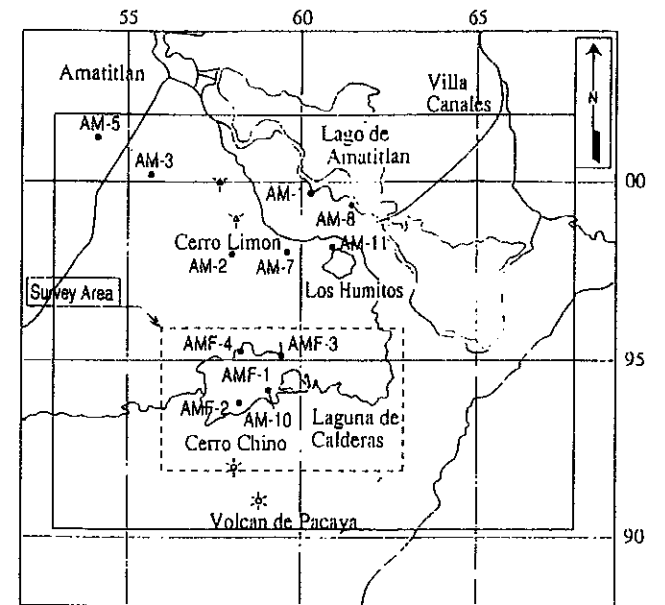 55 60 65
Amatitlan
Villa
Canales
N
AM-5
Lago de
Amatitlan
AM-3
00
AM-
AM-8
Cerro Limon
AM-11
AM-2
AM-7
Los Humitos
Survey Area
AMF-4
AMF-3
95
AMF-1
AMF-2
AM-10
Laguna de
Calderas
Cerro Chino
Volcan de Pacaya
90